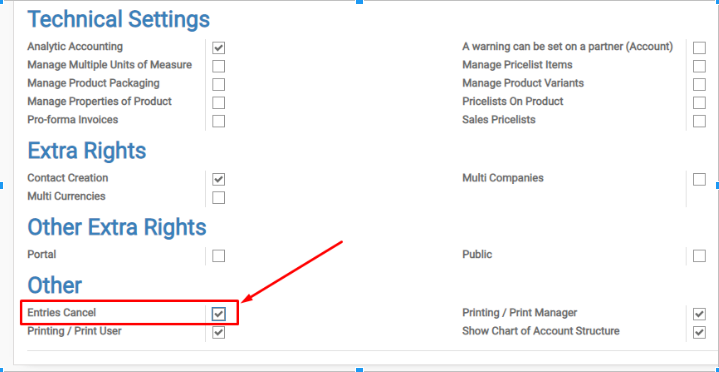 Technical Settings
Analytic Accounting
A warning can be set on a partner (Account)
Manage Multiple Units of Measure
Manage Pricelist Items
Manage Product Packaging
Manage Product Variants
Manage Properties of Product
Pricelists On Product
Pro-forma Invoices
Sales Pricelists
Extra Rights
Contact Creation
Multi Companies
Multi Currencies
Other Extra Rights
Portal
Public
Other
Entries Cancel
Printing / Print Manager
Printing / Print User
Show Chart of Account Structure